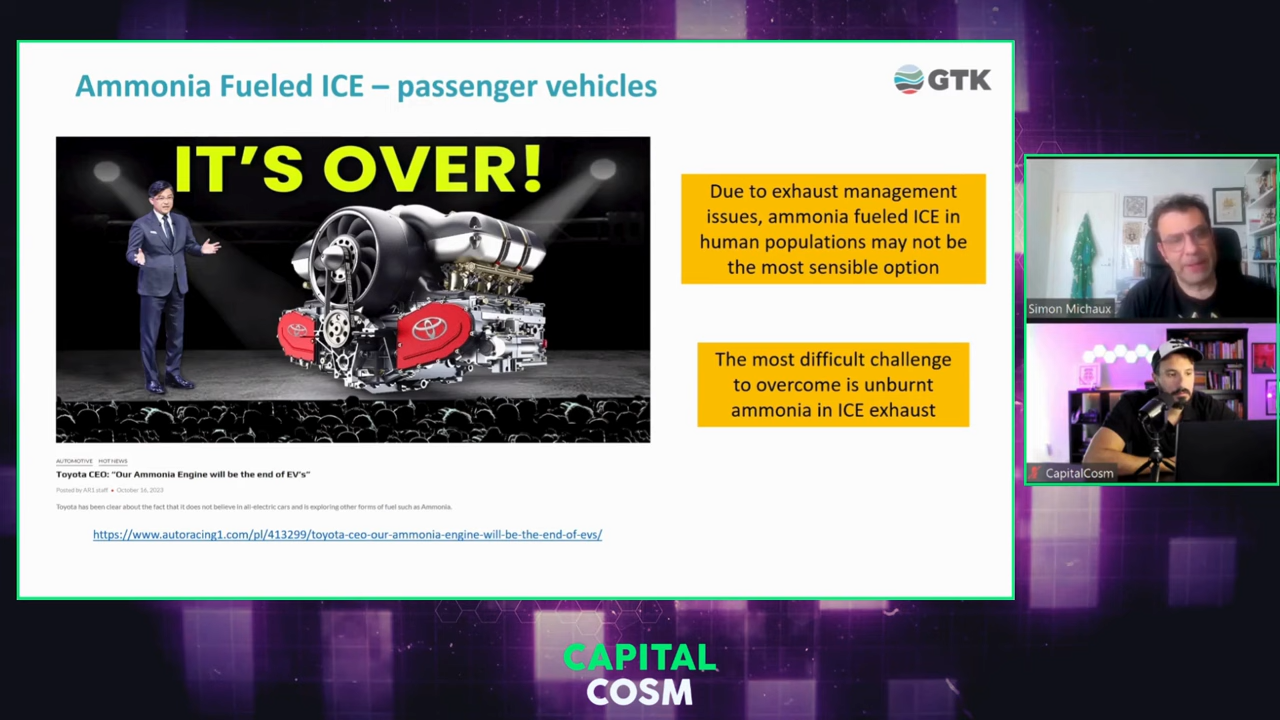 Ammonia Fueled ICE – passenger vehicles
GTK
IT'S OVER!
Due to exhaust management
issues, ammonia fueled ICE in
human populations may not be
the most sensible option
The most difficult challenge
to overcome is unburnt
ammonia in ICE exhaust
AUTOMOTIVE HOT NEWS
Toyota CEO: "Our Ammonia Engine will be the end of EV's"
Posted by AR1 staff • October 16, 2023
Toyota has been clear about the fact that it does not believe in all-electric cars and is exploring other forms of fuel such as Ammonia.
https://www.autoracing1.com/pl/413299/toyota-ceo-our-ammonia-engine-will-be-the-end-of-evs/
Simon Michaux
CapitalCosm
CAPITAL
COSM